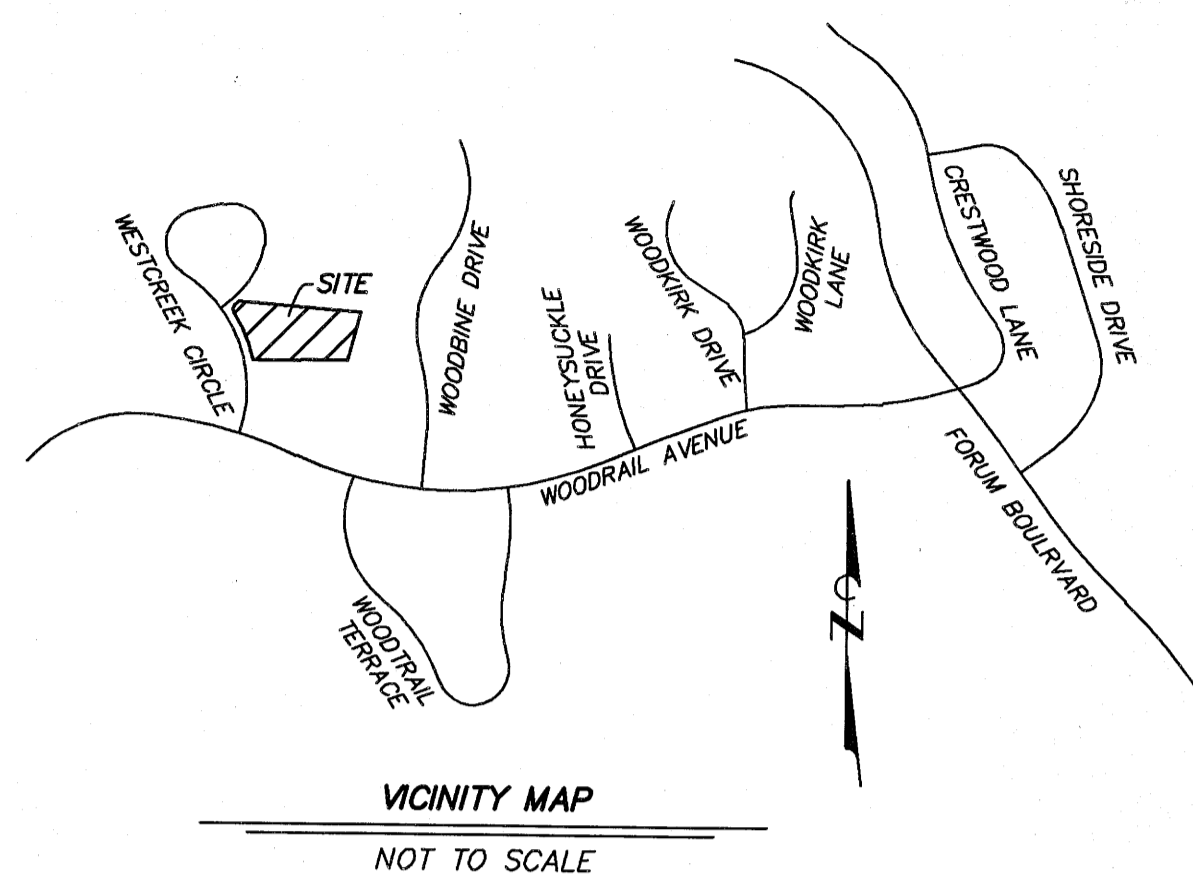 WESTCREEK CIRCLE
SITE
WOODBINE DRIVE
HONEYSUCKLE
DRIVE
WOODKIRK DRIVE
WOODKIRK
LANE
CRESTWOOD LANE
SHORESIDE DRIVE
WOODRAIL AVENUE
FORUM BOULRVARD
WOODTRAIL
TERRACE
N
VICINITY MAP
NOT TO SCALE